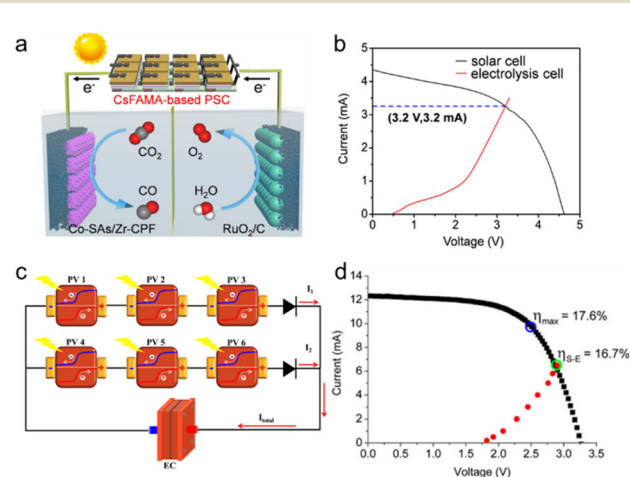 a
e⁻
e⁻
CsFAMA-based PSC
CO₂
O₂
CO
H₂O
Co-SAs/Zr-CPF
RuO₂/C
b
solar cell
electrolysis cell
(3.2 V,3.2 mA)
Current (mA)
5
4
3
2
1
0
0
1
2
3
4
5
Voltage (V)
c
PV 1
PV 2
PV 3
I₁
PV 4
PV 5
PV 6
I₂
I total
EC
d
η max = 17.6%
η S-E = 16.7%
Current (mA)
14
12
10
8
6
4
2
0
0.0
0.5
1.0
1.5
2.0
2.5
3.0
3.5
Voltage (V)